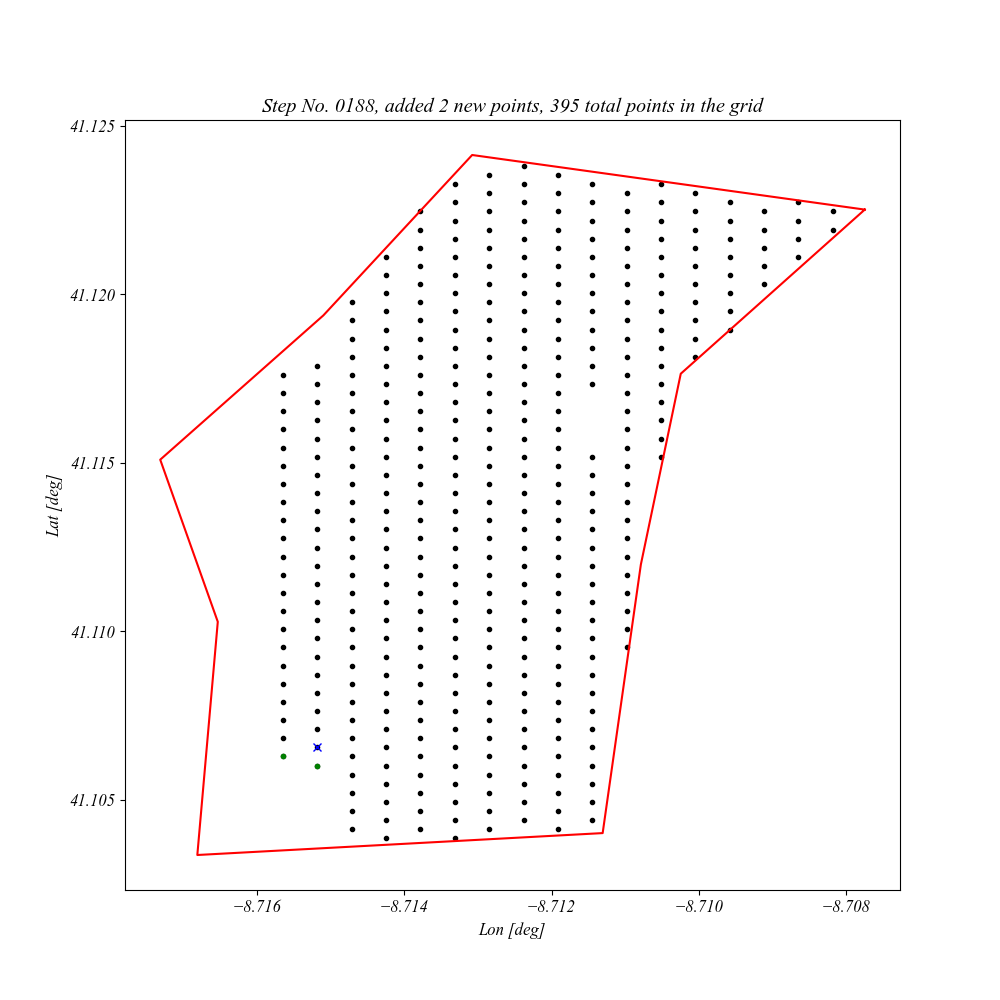 Step No. 0188, added 2 new points, 395 total points in the grid
41.125
41.120
41.115
41.110
41.105
Lat [deg]
−8.716 −8.714 −8.712 −8.710 −8.708
Lon [deg]